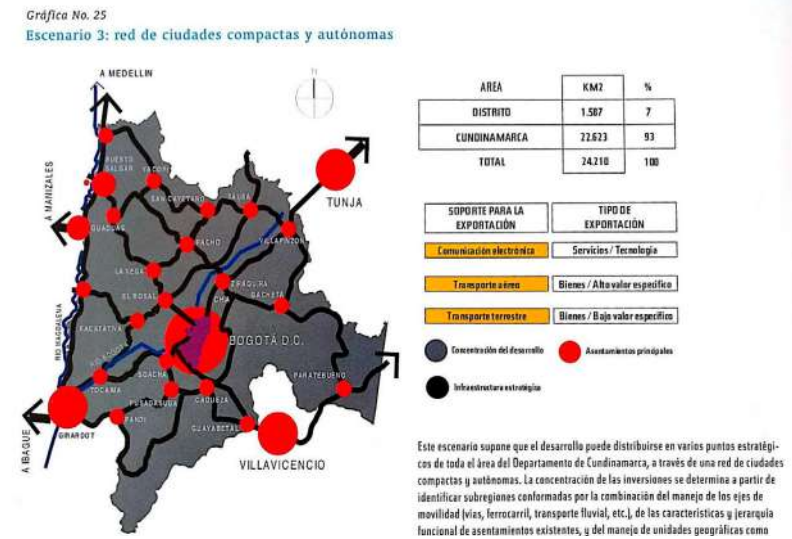 Gráfica No. 25
Escenario 3: red de ciudades compactas y autónomas
A MEDELLIN
N
PUERTO
SALGAR
YACOPI
SAN CAYETANO
SAUSA
TUNJA
A MANIZALES
GUADUAS
PACHO
VILLAPINZON
LA VEGA
ZIPAQUIRA
EL ROSAL
CHIA
GACHETA
RIO MAGDALENA
FACATATIVA
BOGOTÁ D.C.
RIO BOGOTA
SOACHA
PARATEBUENO
TOCAIMA
FUSAGASUGA
CAQUEZA
PANDI
GUAYABETAL
GIRARDOT
A IBAGUE
VILLAVICENCIO
AREA KM2 %
DISTRITO 1.587 7
CUNDINAMARCA 22.623 93
TOTAL 24.210 100
SOPORTE PARA LA EXPORTACIÓN TIPO DE EXPORTACIÓN
Comunicación electrónica Servicios / Tecnología
Transporte aéreo Bienes / Alto valor específico
Transporte terrestre Bienes / Bajo valor específico
Concentración del desarrollo Asentamientos principales
Infraestructura estratégica
Este escenario supone que el desarrollo puede distribuirse en varios puntos estratégi-
cos de toda el área del Departamento de Cundinamarca, a través de una red de ciudades
compactas y autónomas. La concentración de las inversiones se determina a partir de
identificar subregiones conformadas por la combinación del manejo de los ejes de
movilidad (vías, ferrocarril, transporte fluvial, etc.), de las características y jerarquía
funcional de asentamientos existentes, y del manejo de unidades geográficas como